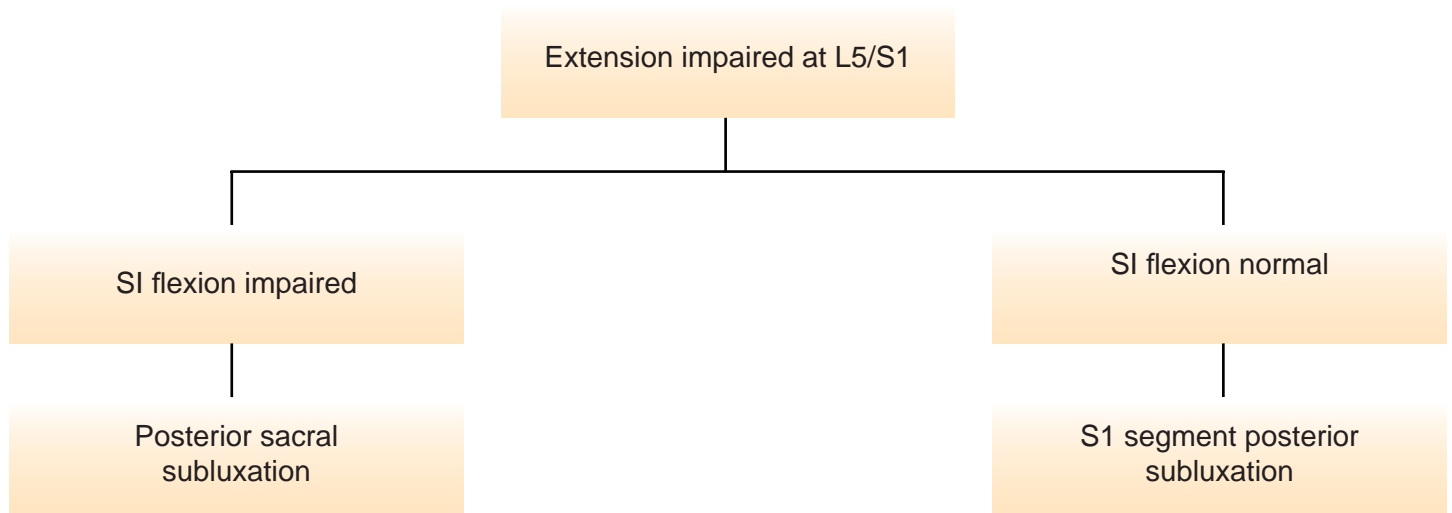 Extension impaired at L5/S1
SI flexion impaired
SI flexion normal
Posterior sacral
subluxation
S1 segment posterior
subluxation